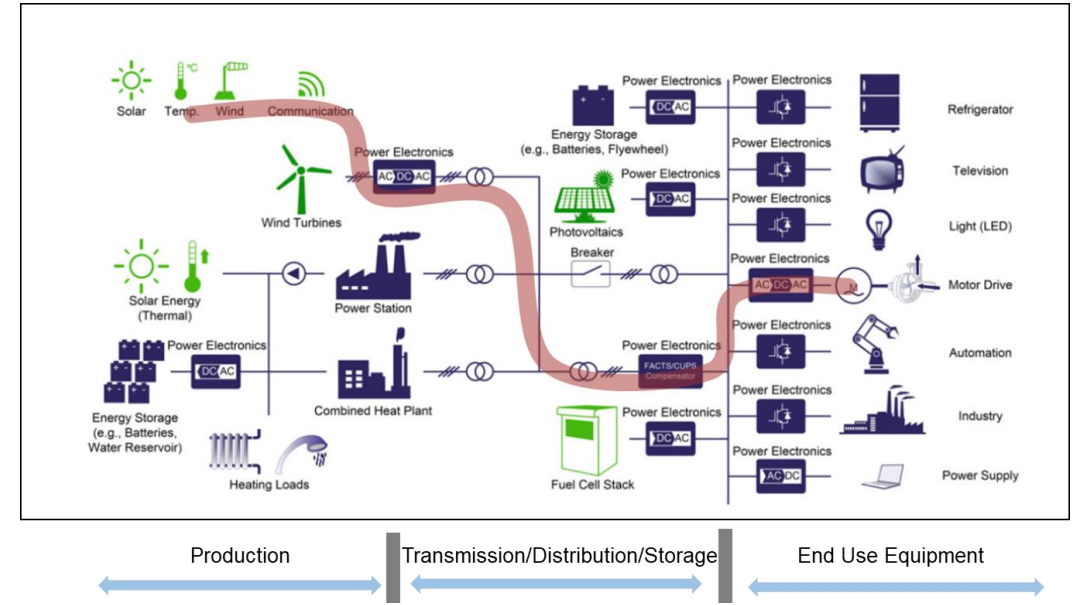 °C
Solar
Temp.
Wind
Communication
Power Electronics
AC DC AC
Wind Turbines
Solar Energy
(Thermal)
Power Station
Power Electronics
DC AC
Energy Storage
(e.g., Batteries,
Water Reservoir)
Combined Heat Plant
Heating Loads
Power Electronics
DC AC
Energy Storage
(e.g., Batteries, Flywheel)
Power Electronics
DC AC
Photovoltaics
Breaker
Power Electronics
FACTS/CUPS
Compensator
Power Electronics
DC AC
Fuel Cell Stack
Power Electronics
Refrigerator
Power Electronics
Television
Power Electronics
Light (LED)
Power Electronics
AC DC AC
M
Motor Drive
Power Electronics
Automation
Power Electronics
Industry
Power Electronics
AC DC
Power Supply
Production
Transmission/Distribution/Storage
End Use Equipment